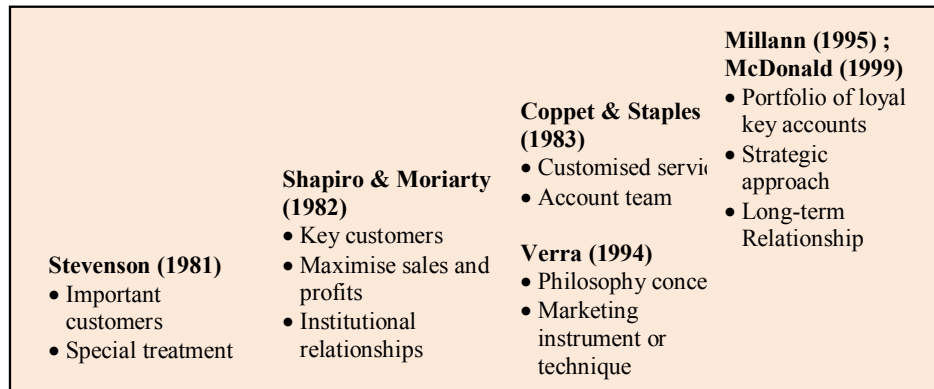 Stevenson (1981)
• Important
customers
• Special treatment
Shapiro & Moriarty
(1982)
• Key customers
• Maximise sales and
profits
• Institutional
relationships
Coppet & Staples
(1983)
• Customised servic
• Account team
Verra (1994)
• Philosophy conce
• Marketing
instrument or
technique
Millann (1995) ;
McDonald (1999)
• Portfolio of loyal
key accounts
• Strategic
approach
• Long-term
Relationship